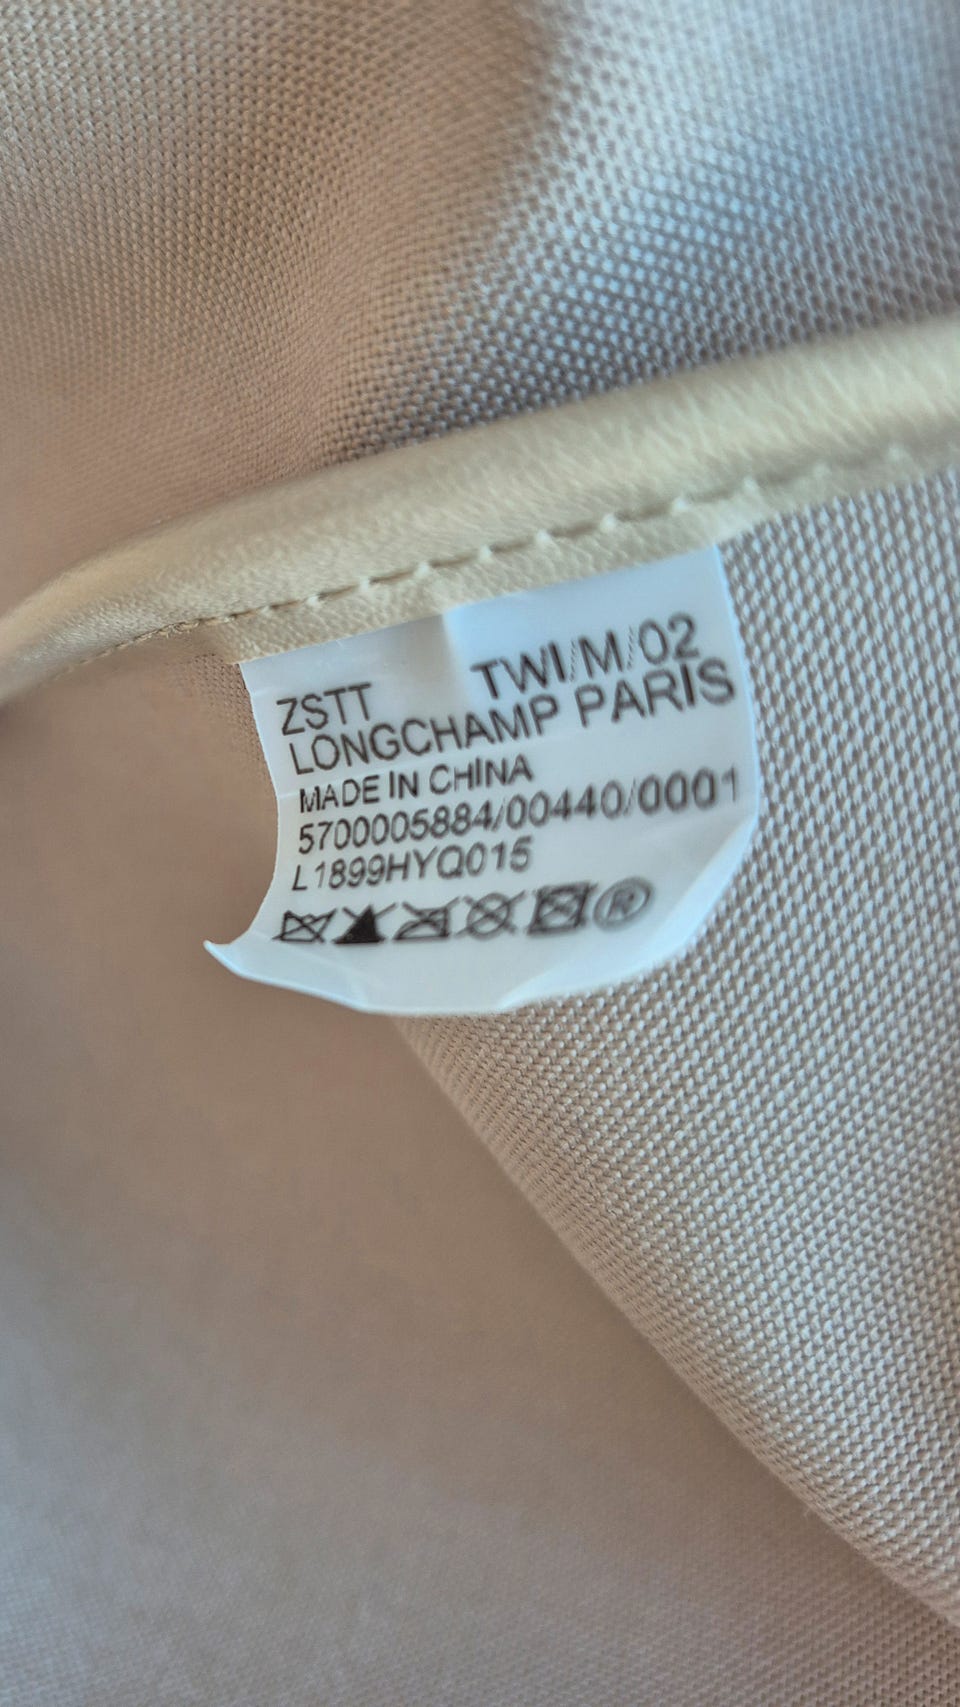 ZSTT TWI/M/02
LONGCHAMP PARIS
MADE IN CHINA
5700005884/00440/0001
L1899HYQ015
®